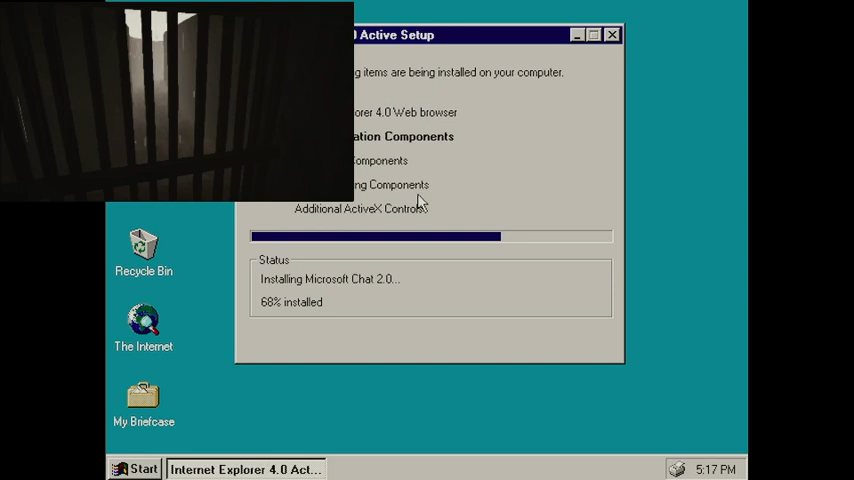 0 Active Setup
g items are being installed on your computer.
orer 4.0 Web browser
ation Components
Components
ng Components
Additional ActiveX Controls
Status
Installing Microsoft Chat 2.0...
68% installed
Recycle Bin
The Internet
My Briefcase
Start
Internet Explorer 4.0 Act...
5:17 PM